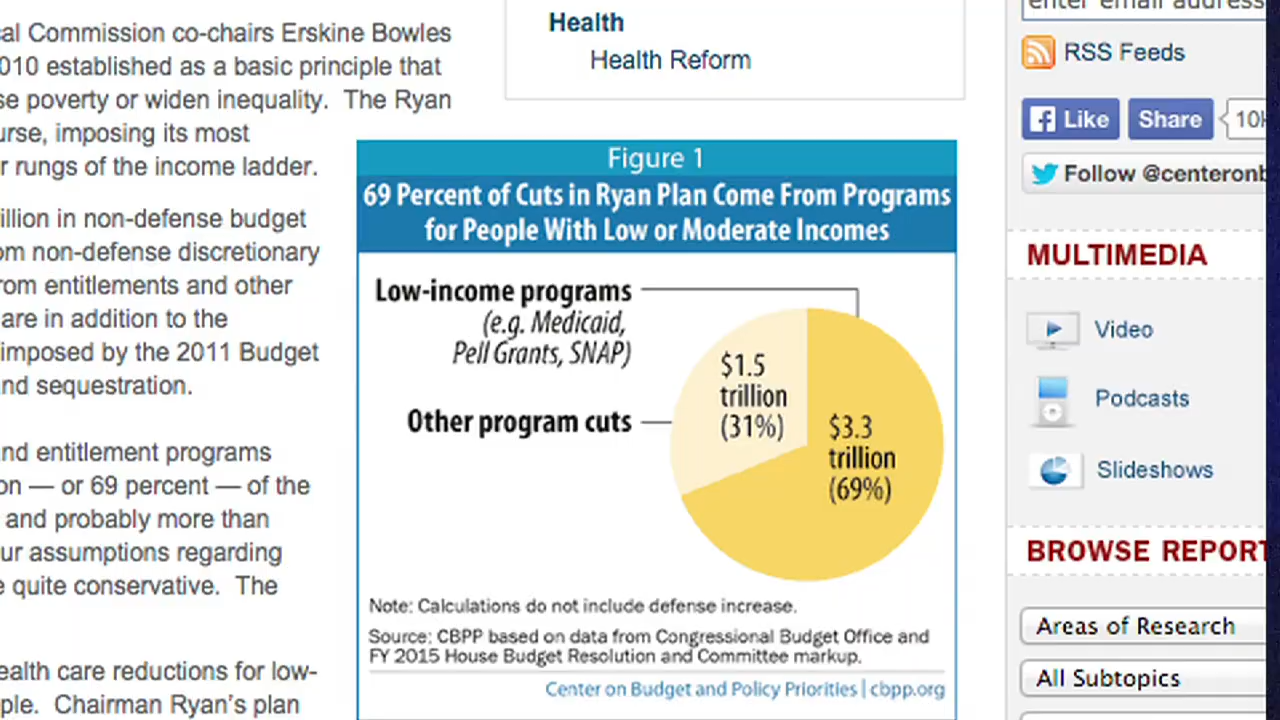 al Commission co-chairs Erskine Bowles
010 established as a basic principle that
se poverty or widen inequality. The Ryan
urse, imposing its most
r rungs of the income ladder.
illion in non-defense budget
om non-defense discretionary
rom entitlements and other
are in addition to the
imposed by the 2011 Budget
nd sequestration.
nd entitlement programs
on — or 69 percent — of the
and probably more than
ur assumptions regarding
e quite conservative. The
ealth care reductions for low-
ple. Chairman Ryan's plan
Health
Health Reform
Figure 1
69 Percent of Cuts in Ryan Plan Come From Programs
for People With Low or Moderate Incomes
Low-income programs
(e.g. Medicaid,
Pell Grants, SNAP)
Other program cuts
$1.5
trillion
(31%)
$3.3
trillion
(69%)
Note: Calculations do not include defense increase.
Source: CBPP based on data from Congressional Budget Office and
FY 2015 House Budget Resolution and Committee markup.
Center on Budget and Policy Priorities | cbpp.org
enter email address
RSS Feeds
Like
Share
10
Follow @centeronb
MULTIMEDIA
Video
Podcasts
Slideshows
BROWSE REPORT
Areas of Research
All Subtopics